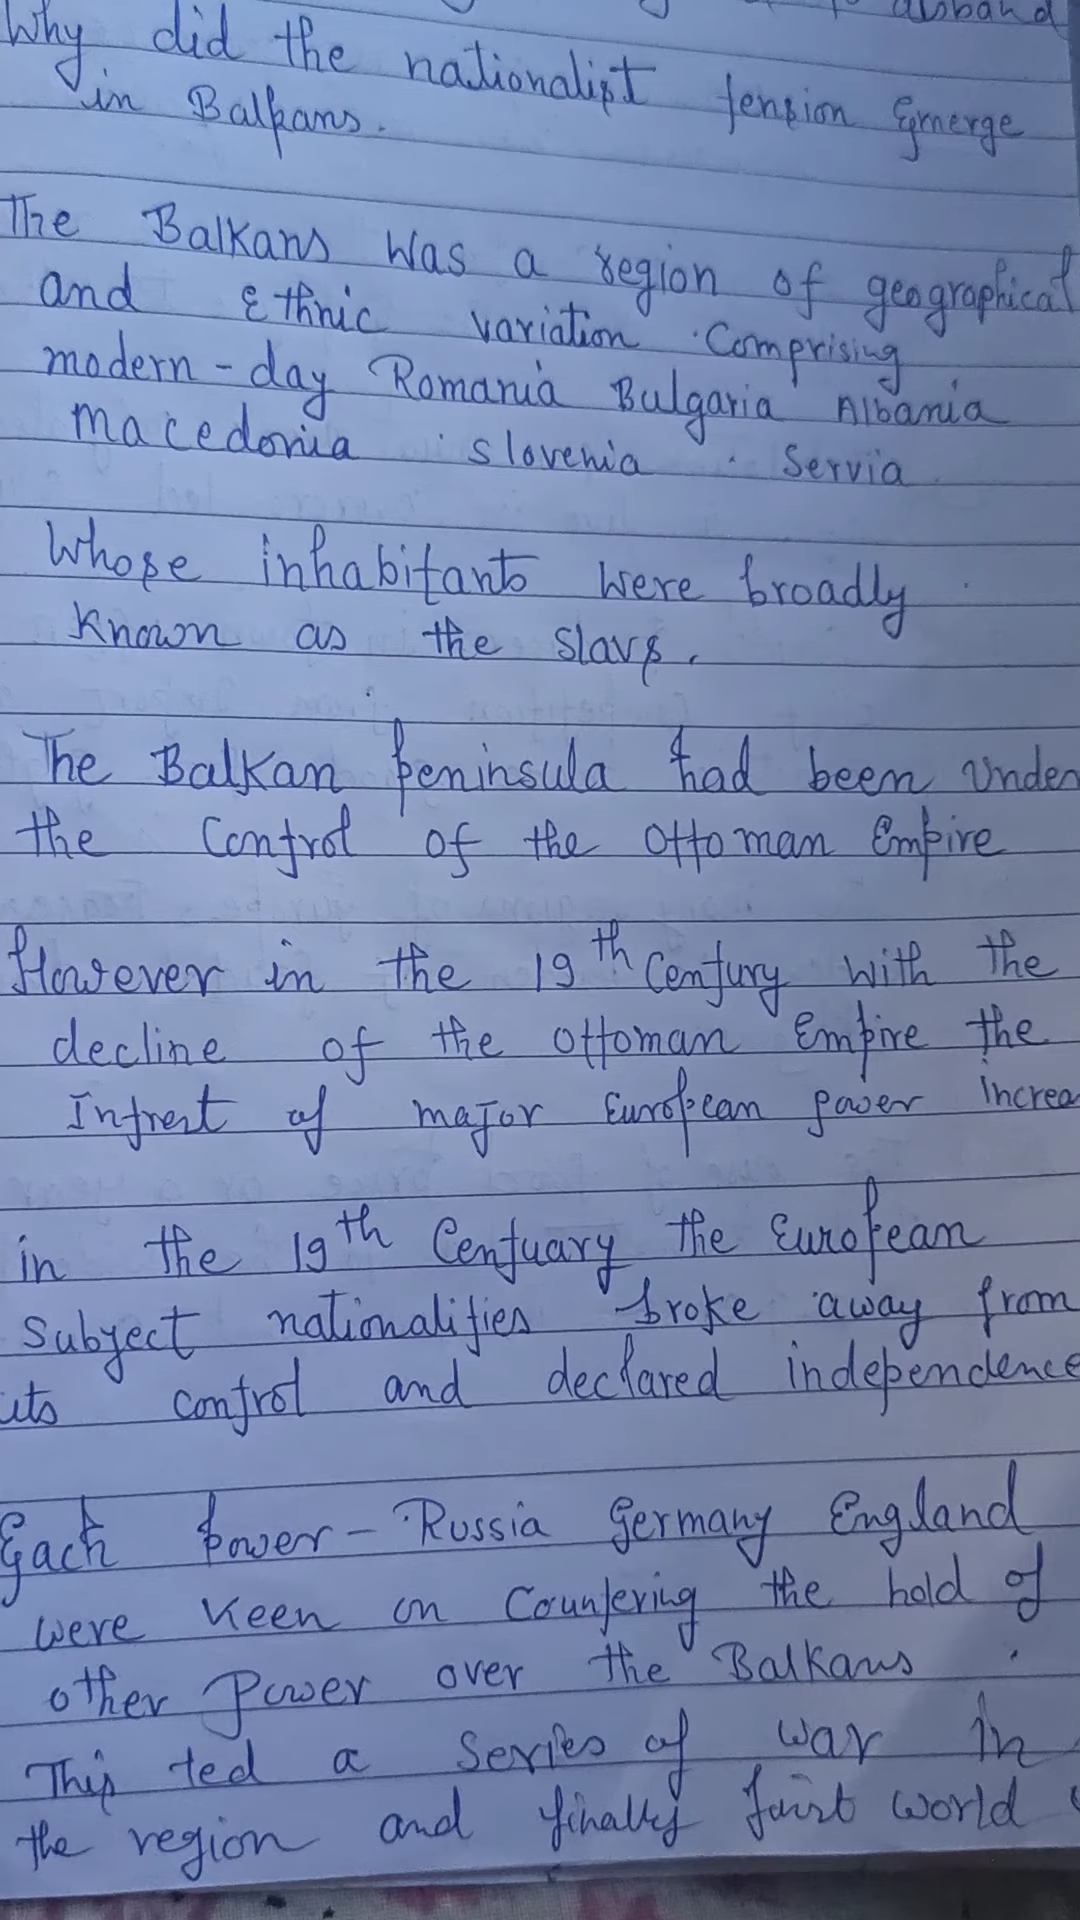 alsband
Why did the nationalist tension Emerge
in Balkans.
The Balkans was a region of geographical
and Ethnic variation Comprising
modern-day Romania Bulgaria Albania
Macedonia slovenia Servia
Whose inhabitants were broadly
Known as the slavs.
The Balkan peninsula had been Under
the Control of the Ottoman Empire
However in the 19th Century with the
decline of the Ottoman Empire the
Intrest of major European power increa
in the 19th Centuary the European
Subject nationalities broke away from
its control and declared independence
Each power - Russia Germany England
were Keen on Countering the hold of
other Power over the Balkans
This ted a Series of war in
the region and finally first world